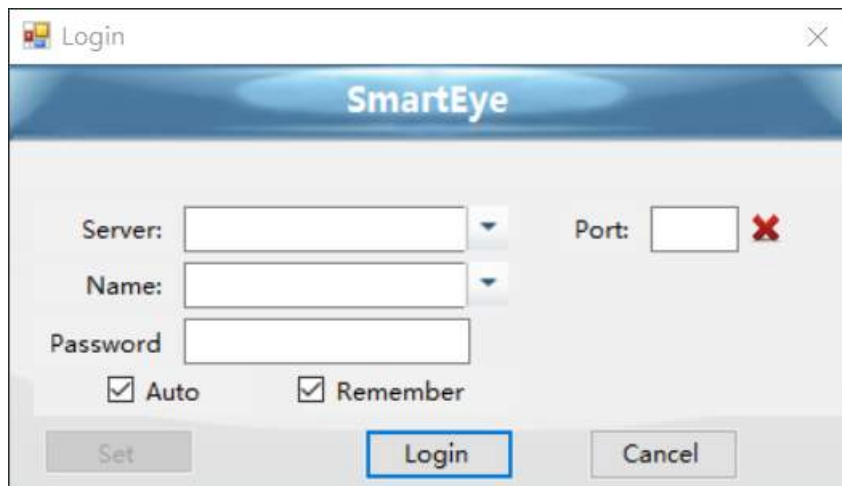 Login
SmartEye
Server: Port:
Name:
Password
Auto Remember
Set Login Cancel